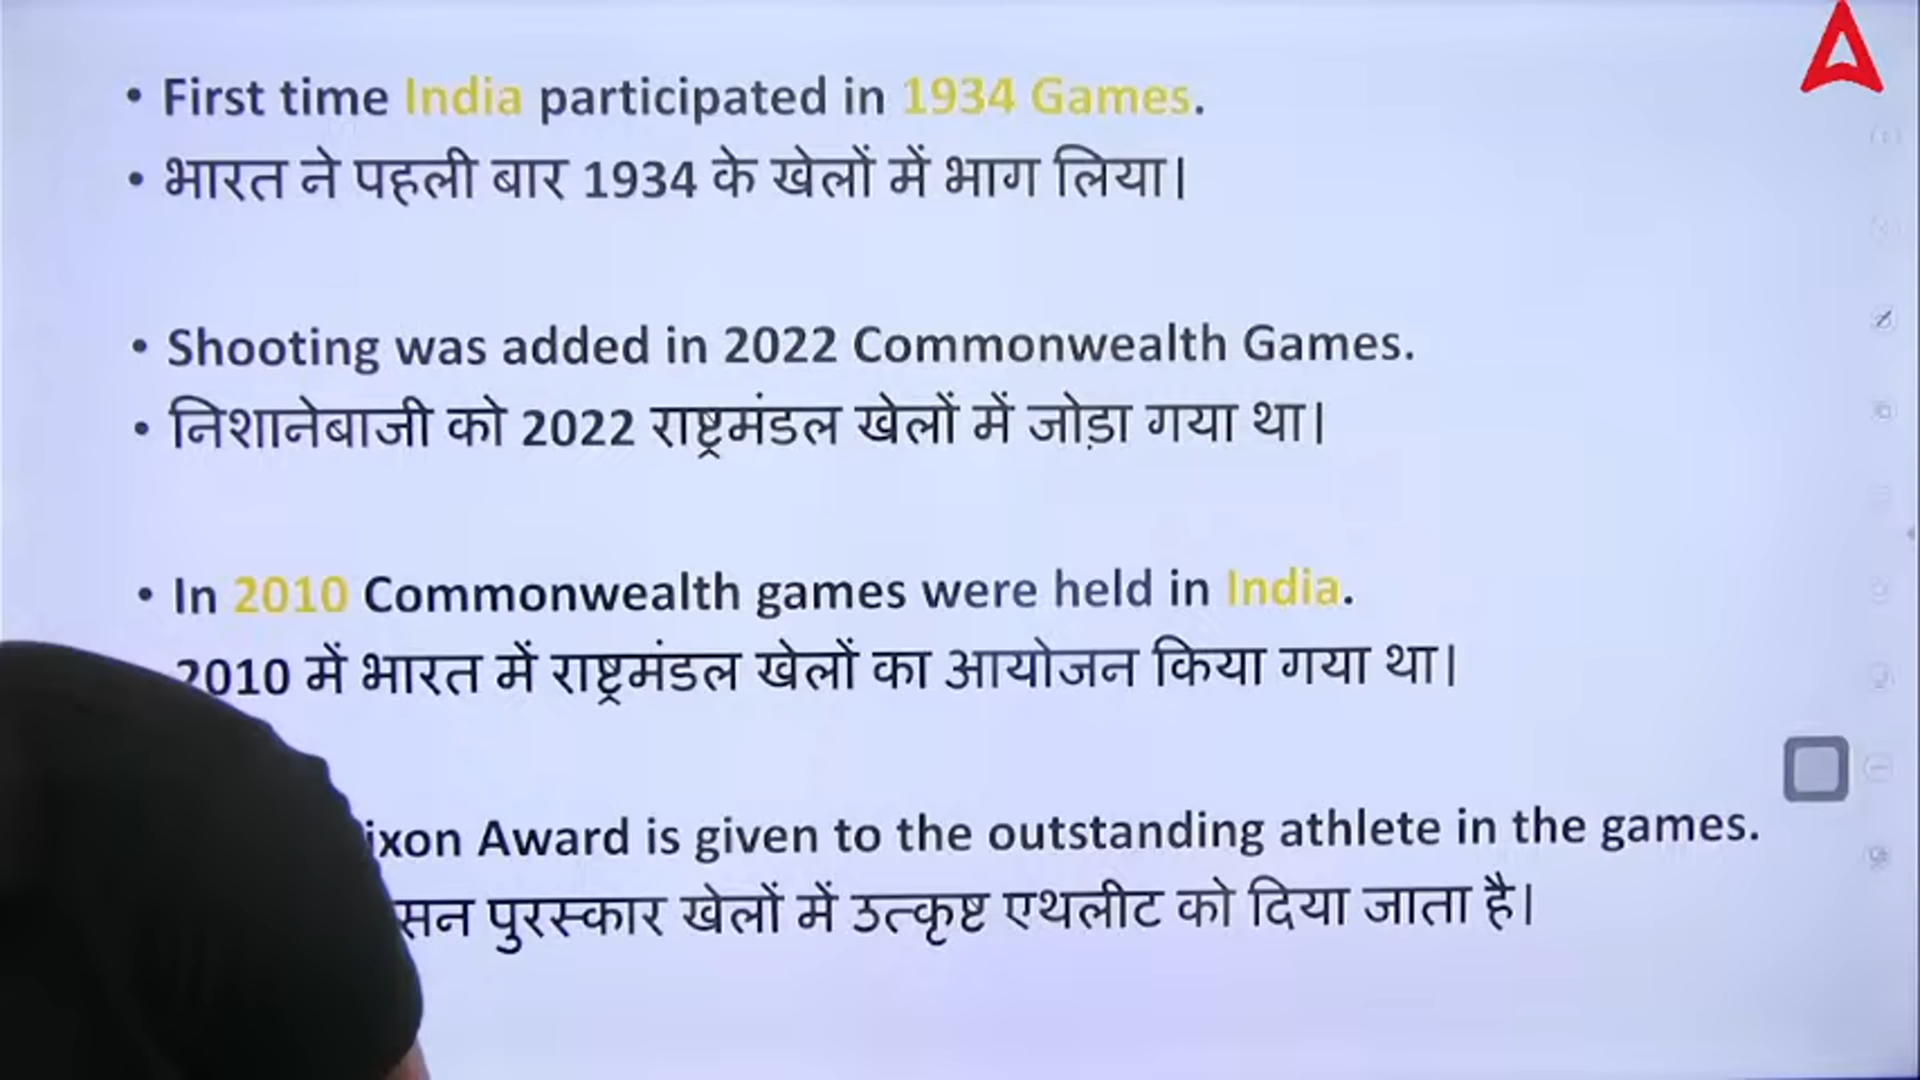 • First time India participated in 1934 Games.
• भारत ने पहली बार 1934 के खेलों में भाग लिया।
• Shooting was added in 2022 Commonwealth Games.
• निशानेबाजी को 2022 राष्ट्रमंडल खेलों में जोड़ा गया था।
• In 2010 Commonwealth games were held in India.
2010 में भारत में राष्ट्रमंडल खेलों का आयोजन किया गया था।
ixon Award is given to the outstanding athlete in the games.
सन पुरस्कार खेलों में उत्कृष्ट एथलीट को दिया जाता है।